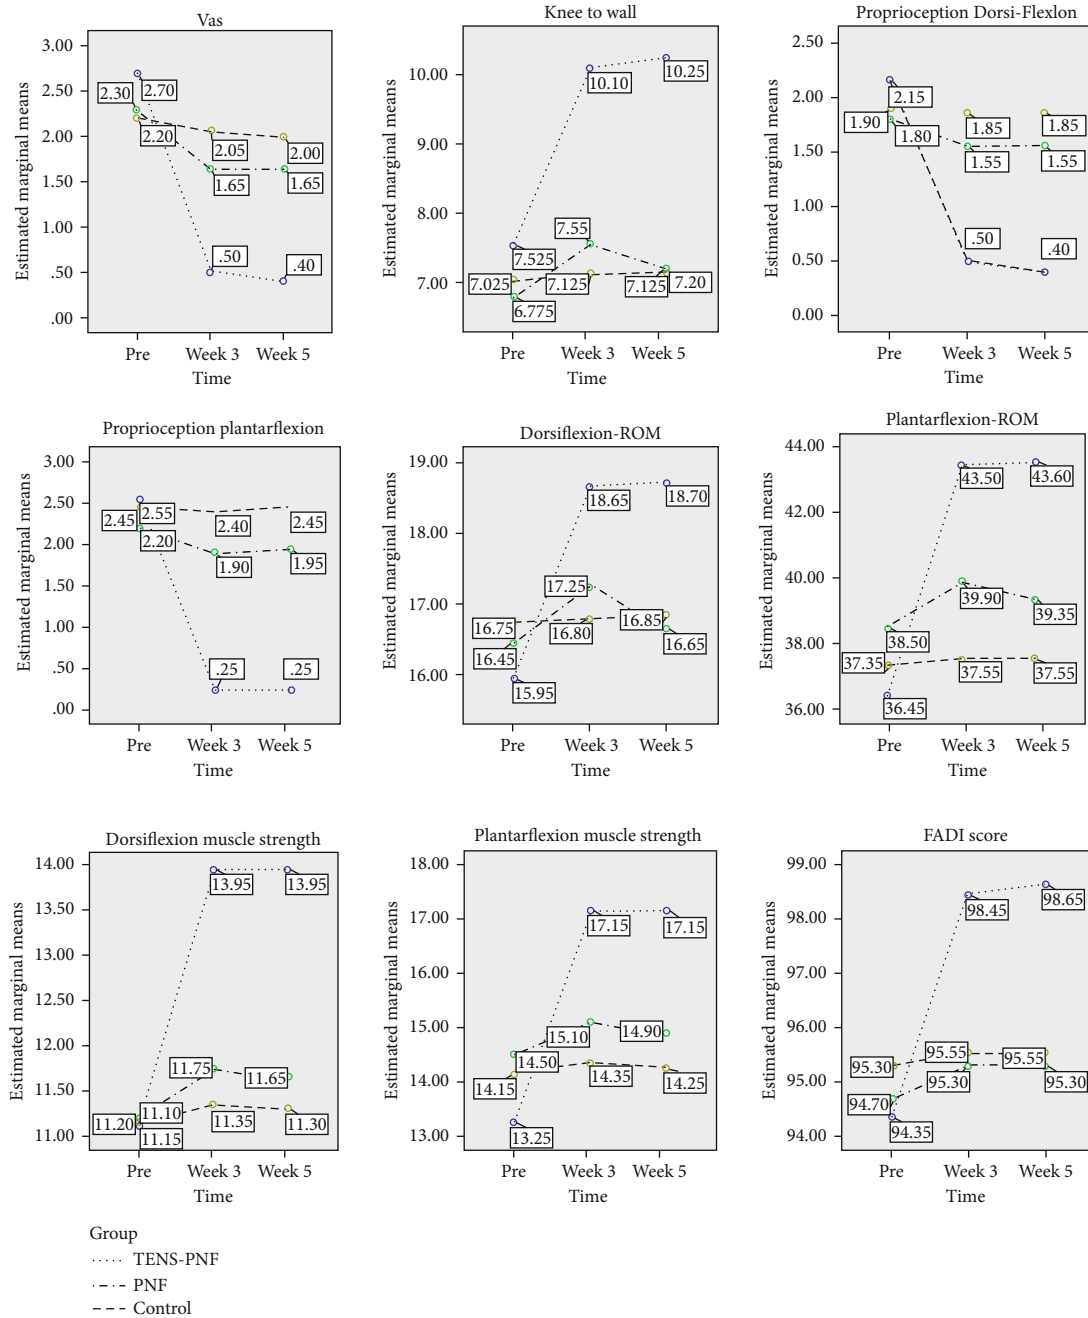 Vas
Estimated marginal means
3.00
2.50
2.00
1.50
1.00
.50
.00
2.30
2.70
2.20
2.05
2.00
1.65
1.65
.50
.40
Pre
Week 3
Week 5
Time
Knee to wall
Estimated marginal means
10.00
9.00
8.00
7.00
10.10
10.25
7.55
7.525
7.025
7.125
7.125
7.20
6.775
Pre
Week 3
Week 5
Time
Proprioception Dorsi-Flexlon
Estimated marginal means
2.50
2.00
1.50
1.00
0.50
0.00
2.15
1.90
1.80
1.85
1.85
1.55
1.55
.50
.40
Pre
Week 3
Week 5
Time
Proprioception plantarflexion
Estimated marginal means
3.00
2.50
2.00
1.50
1.00
.50
.00
2.45
2.55
2.20
2.40
2.45
1.90
1.95
.25
.25
Pre
Week 3
Week 5
Time
Dorsiflexion-ROM
Estimated marginal means
19.00
18.00
17.00
16.00
18.65
18.70
17.25
16.75
16.80
16.85
16.45
16.65
15.95
Pre
Week 3
Week 5
Time
Plantarflexion-ROM
Estimated marginal means
44.00
42.00
40.00
38.00
36.00
43.50
43.60
39.90
39.35
38.50
37.35
37.55
37.55
36.45
Pre
Week 3
Week 5
Time
Dorsiflexion muscle strength
Estimated marginal means
14.00
13.50
13.00
12.50
12.00
11.50
11.00
13.95
13.95
11.75
11.65
11.20
11.10
11.15
11.35
11.30
Pre
Week 3
Week 5
Time
Plantarflexion muscle strength
Estimated marginal means
18.00
17.00
16.00
15.00
14.00
13.00
17.15
17.15
15.10
14.90
14.50
14.15
14.35
14.25
13.25
Pre
Week 3
Week 5
Time
FADI score
Estimated marginal means
99.00
98.00
97.00
96.00
95.00
94.00
98.45
98.65
95.30
95.55
95.55
94.70
95.30
95.30
94.35
Pre
Week 3
Week 5
Time
Group
TENS-PNF
PNF
Control